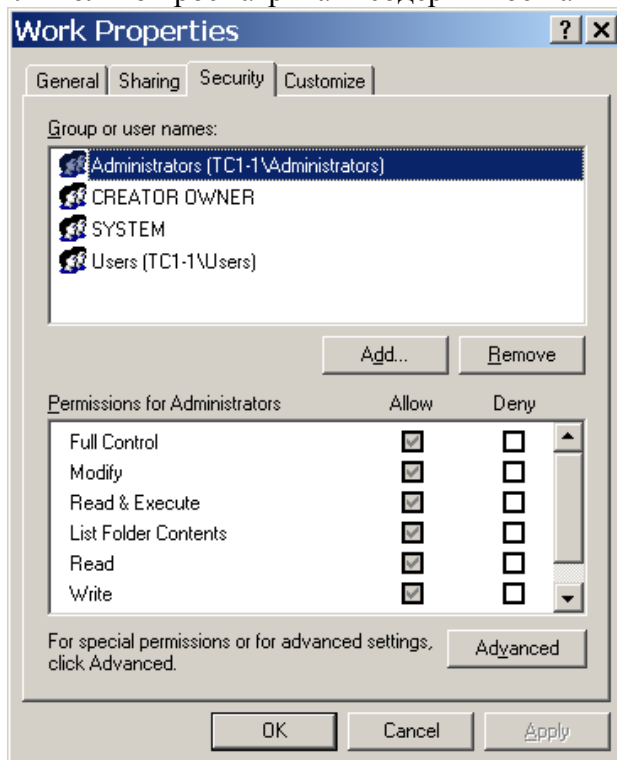 Work Properties
General Sharing Security Customize
Group or user names:
Administrators (TC1-1\Administrators)
CREATOR OWNER
SYSTEM
Users (TC1-1\Users)
Add... Remove
Permissions for Administrators Allow Deny
Full Control
Modify
Read & Execute
List Folder Contents
Read
Write
For special permissions or for advanced settings,
click Advanced.
Advanced
OK Cancel Apply